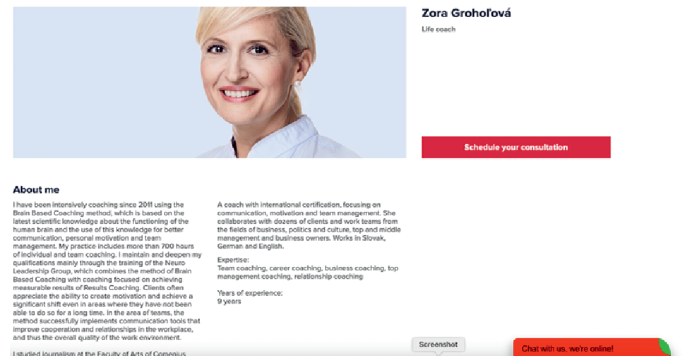 Zora Grohoľová
Life coach
Schedule your consultation
About me
I have been intensively coaching since 2011 using the
Brain Based Coaching method, which is based on the
latest scientific knowledge about the functioning of the
human brain and the use of this knowledge for better
communication, personal motivation and team
management. My practice includes more than 700 hours
of individual and team coaching. I maintain and deepen my
qualifications mainly through the training of the Neuro
Leadership Group, which combines the method of Brain
Based Coaching with coaching focused on achieving
measurable results of Results Coaching. Clients often
appreciate the ability to create motivation and achieve a
significant shift even in areas where they have not been
able to do so for a long time. In the area of teams, the
method successfully implements communication tools that
improve cooperation and relationships in the workplace,
and thus the overall quality of the work environment.
I studied journalism at the Faculty of Arts of Comenius
A coach with international certification, focusing on
communication, motivation and team management. She
collaborates with dozens of clients and work teams from
the fields of business, politics and culture, top and middle
management and business owners. Works in Slovak,
German and English.
Expertise:
Team coaching, career coaching, business coaching, top
management coaching, relationship coaching
Years of experience:
9 years
Screenshot
Chat with us, we're online!